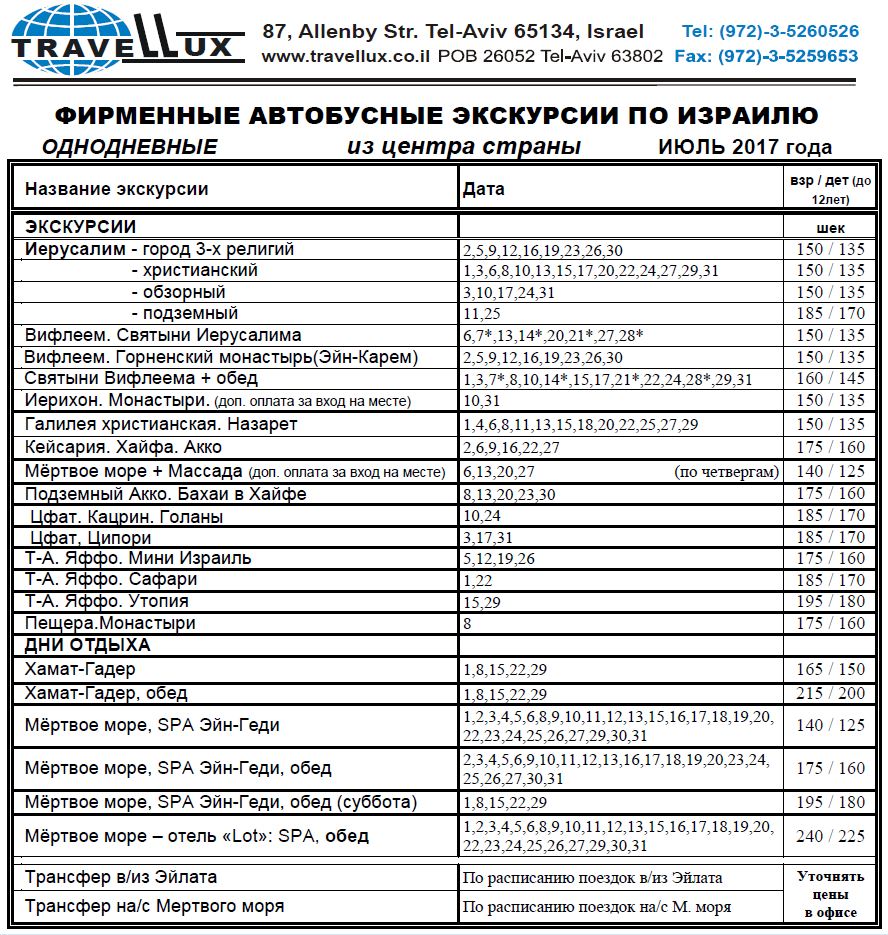 TRAVELLUX
87, Allenby Str. Tel-Aviv 65134, Israel Tel: (972)-3-5260526
www.travellux.co.il POB 26052 Tel-Aviv 63802 Fax: (972)-3-5259653
ФИРМЕННЫЕ АВТОБУСНЫЕ ЭКСКУРСИИ ПО ИЗРАИЛЮ
ОДНОДНЕВНЫЕ из центра страны ИЮЛЬ 2017 года
Название экскурсии Дата взр / дет (до 12лет)
ЭКСКУРСИИ шек
Иерусалим - город 3-х религий 2,5,9,12,16,19,23,26,30 150 / 135
- христианский 1,3,6,8,10,13,15,17,20,22,24,27,29,31 150 / 135
- обзорный 3,10,17,24,31 150 / 135
- подземный 11,25 185 / 170
Вифлеем. Святыни Иерусалима 6,7*,13,14*,20,21*,27,28* 150 / 135
Вифлеем. Горненский монастырь(Эйн-Карем) 2,5,9,12,16,19,23,26,30 150 / 135
Святыни Вифлеема + обед 1,3,7*,8,10,14*,15,17,21*,22,24,28*,29,31 160 / 145
Иерихон. Монастыри. (доп. оплата за вход на месте) 10,31 150 / 135
Галилея христианская. Назарет 1,4,6,8,11,13,15,18,20,22,25,27,29 150 / 135
Кейсария. Хайфа. Акко 2,6,9,16,22,27 175 / 160
Мёртвое море + Массада (доп. оплата за вход на месте) 6,13,20,27 (по четвергам) 140 / 125
Подземный Акко. Бахаи в Хайфе 8,13,20,23,30 175 / 160
Цфат. Кацрин. Голаны 10,24 185 / 170
Цфат, Ципори 3,17,31 185 / 170
Т-А. Яффо. Мини Израиль 5,12,19,26 175 / 160
Т-А. Яффо. Сафари 1,22 185 / 170
Т-А. Яффо. Утопия 15,29 195 / 180
Пещера.Монастыри 8 175 / 160
ДНИ ОТДЫХА
Хамат-Гадер 1,8,15,22,29 165 / 150
Хамат-Гадер, обед 1,8,15,22,29 215 / 200
Мёртвое море, SPA Эйн-Геди 1,2,3,4,5,6,8,9,10,11,12,13,15,16,17,18,19,20, 140 / 125
22,23,24,25,26,27,29,30,31
Мёртвое море, SPA Эйн-Геди, обед 2,3,4,5,6,9,10,11,12,13,16,17,18,19,20,23,24, 175 / 160
25,26,27,30,31
Мёртвое море, SPA Эйн-Геди, обед (суббота) 1,8,15,22,29 195 / 180
Мёртвое море – отель «Lot»: SPA, обед 1,2,3,4,5,6,8,9,10,11,12,13,15,16,17,18,19,20, 240 / 225
22,23,24,25,26,27,29,30,31
Трансфер в/из Эйлата По расписанию поездок в/из Эйлата Уточнять
цены
Трансфер на/с Мертвого моря По расписанию поездок на/с М. моря в офисе